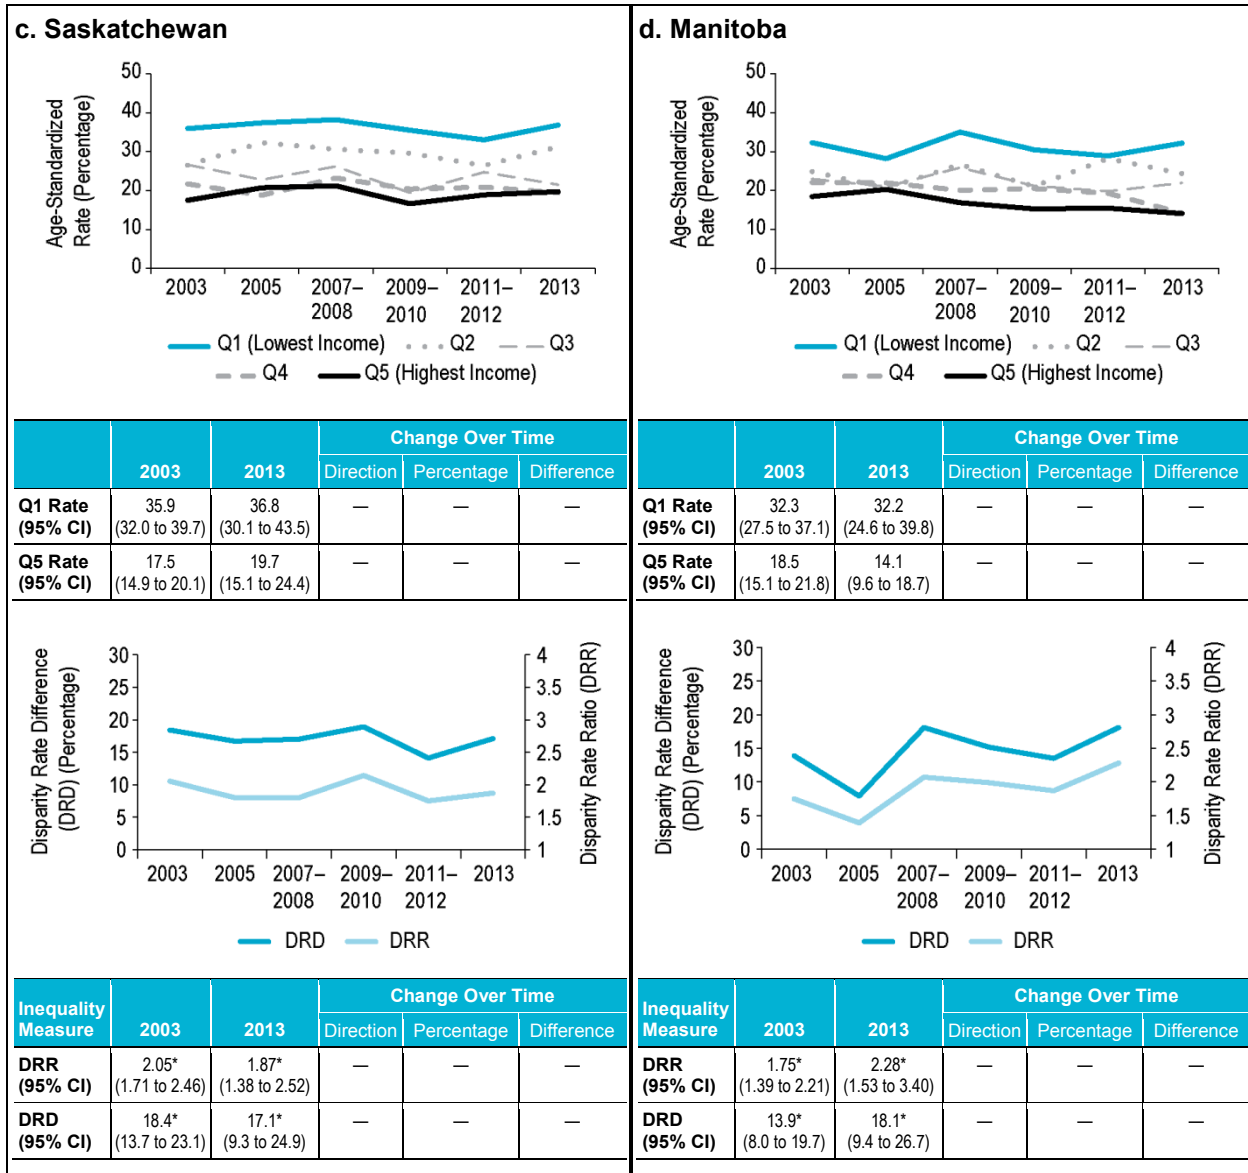 c. Saskatchewan
Age-Standardized
Rate (Percentage)
50
40
30
20
10
0
2003 2005 2007– 2009– 2011– 2013
2008 2010 2012
Q1 (Lowest Income) Q2 Q3
Q4 Q5 (Highest Income)
Change Over Time
2003 2013 Direction Percentage Difference
Q1 Rate 35.9 36.8 — — —
(95% CI) (32.0 to 39.7) (30.1 to 43.5)
Q5 Rate 17.5 19.7 — — —
(95% CI) (14.9 to 20.1) (15.1 to 24.4)
Disparity Rate Difference
(DRD) (Percentage)
30
25
20
15
10
5
0
4
3.5
3
2.5
2
1.5
1
Disparity Rate Ratio (DRR)
2003 2005 2007– 2009– 2011– 2013
2008 2010 2012
DRD DRR
Inequality Change Over Time
Measure 2003 2013 Direction Percentage Difference
DRR 2.05* 1.87* — — —
(95% CI) (1.71 to 2.46) (1.38 to 2.52)
DRD 18.4* 17.1* — — —
(95% CI) (13.7 to 23.1) (9.3 to 24.9)
d. Manitoba
Age-Standardized
Rate (Percentage)
50
40
30
20
10
0
2003 2005 2007– 2009– 2011– 2013
2008 2010 2012
Q1 (Lowest Income) Q2 Q3
Q4 Q5 (Highest Income)
Change Over Time
2003 2013 Direction Percentage Difference
Q1 Rate 32.3 32.2 — — —
(95% CI) (27.5 to 37.1) (24.6 to 39.8)
Q5 Rate 18.5 14.1 — — —
(95% CI) (15.1 to 21.8) (9.6 to 18.7)
Disparity Rate Difference
(DRD) (Percentage)
30
25
20
15
10
5
0
4
3.5
3
2.5
2
1.5
1
Disparity Rate Ratio (DRR)
2003 2005 2007– 2009– 2011– 2013
2008 2010 2012
DRD DRR
Inequality Change Over Time
Measure 2003 2013 Direction Percentage Difference
DRR 1.75* 2.28* — — —
(95% CI) (1.39 to 2.21) (1.53 to 3.40)
DRD 13.9* 18.1* — — —
(95% CI) (8.0 to 19.7) (9.4 to 26.7)